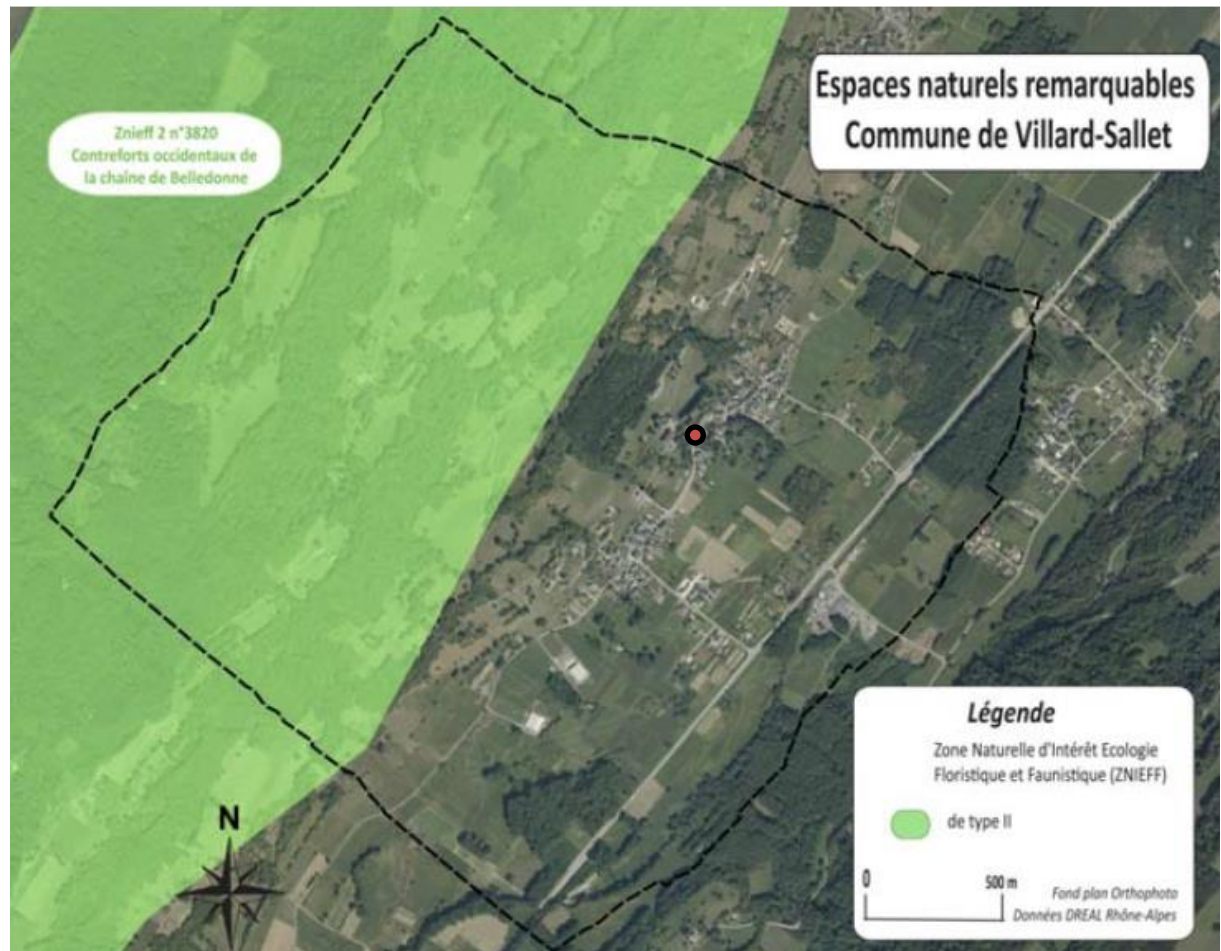 Espaces naturels remarquables
Commune de Villard-Sallet
Znieff 2 n°3820
Contreforts occidentaux de
la chaîne de Belledonne
N
Légende
Zone Naturelle d'Intérêt Ecologie
Floristique et Faunistique (ZNIEFF)
de type II
0 500 m
Fond plan Orthophoto
Données DREAL Rhône-Alpes